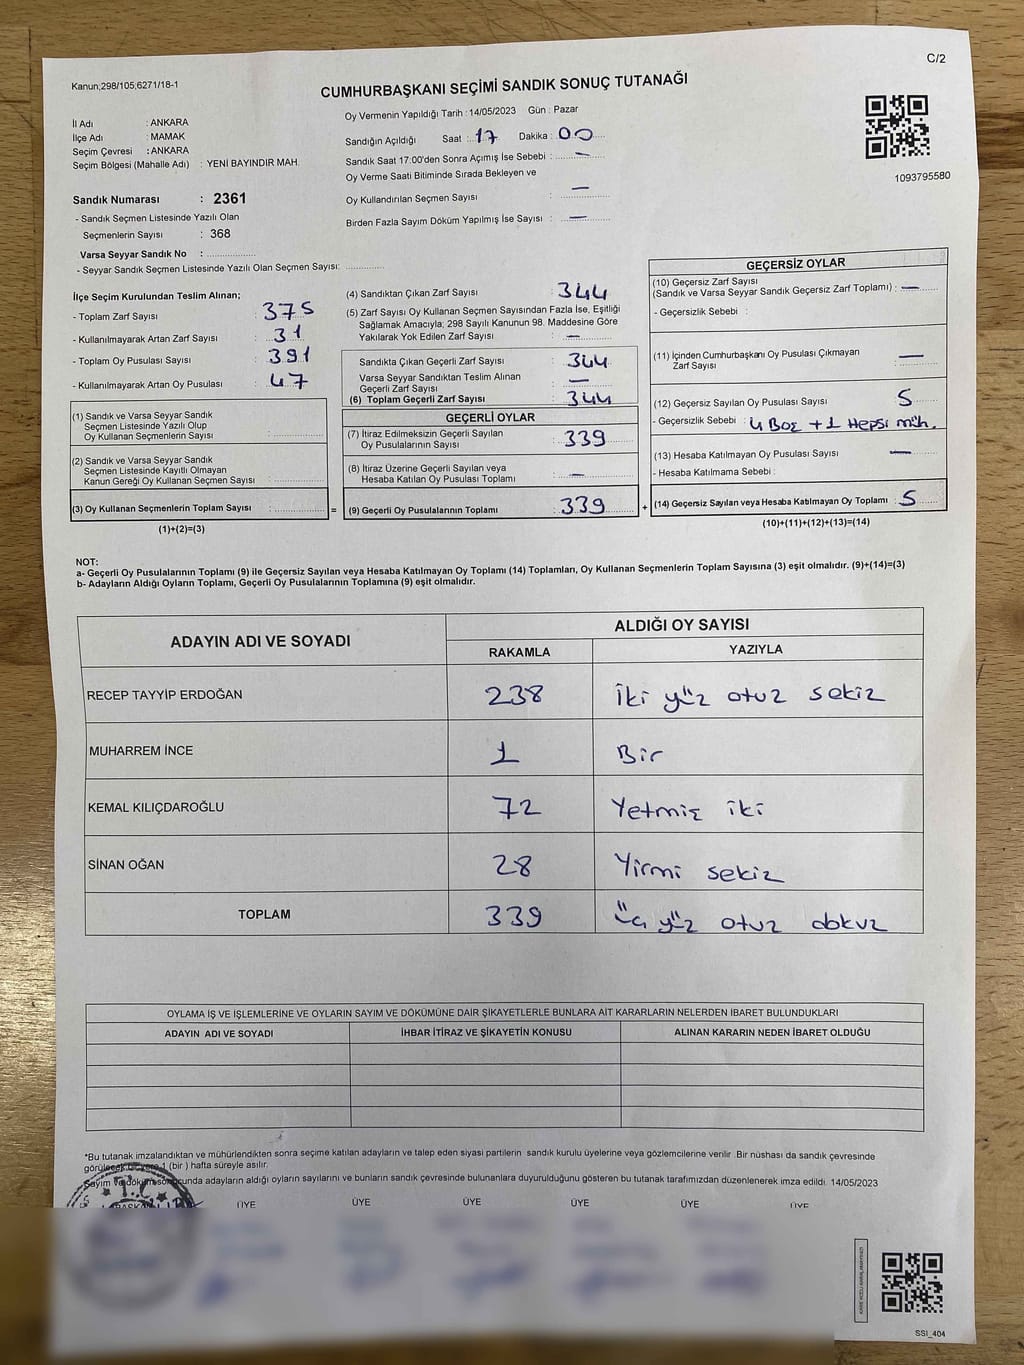 C/2
Kanun;298/105;6271/18-1
CUMHURBAŞKANI SEÇİMİ SANDIK SONUÇ TUTANAĞI
İl Adı : ANKARA
İlçe Adı : MAMAK
Seçim Çevresi : ANKARA
Seçim Bölgesi (Mahalle Adı) : YENİ BAYINDIR MAH.
Oy Vermenin Yapıldığı Tarih : 14/05/2023 Gün : Pazar
Sandığın Açıldığı Saat : 17 Dakika : 00
Sandık Saat 17:00'den Sonra Açımış İse Sebebi : —
Oy Verme Saati Bitiminde Sırada Bekleyen ve
Oy Kullandırılan Seçmen Sayısı : —
Birden Fazla Sayım Döküm Yapılmış İse Sayısı : —
1093795580
Sandık Numarası : 2361
- Sandık Seçmen Listesinde Yazılı Olan
Seçmenlerin Sayısı : 368
Varsa Seyyar Sandık No :
- Seyyar Sandık Seçmen Listesinde Yazılı Olan Seçmen Sayısı:
İlçe Seçim Kurulundan Teslim Alınan;
- Toplam Zarf Sayısı : 375
- Kullanılmayarak Artan Zarf Sayısı : 31
- Toplam Oy Pusulası Sayısı : 391
- Kullanılmayarak Artan Oy Pusulası : 47
(1) Sandık ve Varsa Seyyar Sandık
Seçmen Listesinde Yazılı Olup
Oy Kullanan Seçmenlerin Sayısı :
(2) Sandık ve Varsa Seyyar Sandık
Seçmen Listesinde Kayıtlı Olmayan
Kanun Gereği Oy Kullanan Seçmen Sayısı :
(3) Oy Kullanan Seçmenlerin Toplam Sayısı :
(1)+(2)=(3)
=
(4) Sandıktan Çıkan Zarf Sayısı : 344
(5) Zarf Sayısı Oy Kullanan Seçmen Sayısından Fazla İse, Eşitliği
Sağlamak Amacıyla; 298 Sayılı Kanunun 98. Maddesine Göre
Yakılarak Yok Edilen Zarf Sayısı : —
Sandıkta Çıkan Geçerli Zarf Sayısı : 344
Varsa Seyyar Sandıktan Teslim Alınan
Geçerli Zarf Sayısı : —
(6) Toplam Geçerli Zarf Sayısı : 344
GEÇERLİ OYLAR
(7) İtiraz Edilmeksizin Geçerli Sayılan
Oy Pusulalarının Sayısı : 339
(8) İtiraz Üzerine Geçerli Sayılan veya
Hesaba Katılan Oy Pusulası Toplamı : —
(9) Geçerli Oy Pusulalarının Toplamı : 339
+
GEÇERSİZ OYLAR
(10) Geçersiz Zarf Sayısı
(Sandık ve Varsa Seyyar Sandık Geçersiz Zarf Toplamı) : —
- Geçersizlik Sebebi :
(11) İçinden Cumhurbaşkanı Oy Pusulası Çıkmayan
Zarf Sayısı : —
(12) Geçersiz Sayılan Oy Pusulası Sayısı : 5
- Geçersizlik Sebebi : 4 Boş + 1 Hepsi müh.
(13) Hesaba Katılmayan Oy Pusulası Sayısı : —
- Hesaba Katılmama Sebebi :
(14) Geçersiz Sayılan veya Hesaba Katılmayan Oy Toplamı : 5
(10)+(11)+(12)+(13)=(14)
NOT:
a- Geçerli Oy Pusulalarının Toplamı (9) ile Geçersiz Sayılan veya Hesaba Katılmayan Oy Toplamı (14) Toplamları, Oy Kullanan Seçmenlerin Toplam Sayısına (3) eşit olmalıdır. (9)+(14)=(3)
b- Adayların Aldığı Oyların Toplamı, Geçerli Oy Pusulalarının Toplamına (9) eşit olmalıdır.
ADAYIN ADI VE SOYADI
ALDIĞI OY SAYISI
RAKAMLA YAZIYLA
RECEP TAYYİP ERDOĞAN 238 İki yüz otuz sekiz
MUHARREM İNCE 1 Bir
KEMAL KILIÇDAROĞLU 72 Yetmiş iki
SİNAN OĞAN 28 Yirmi sekiz
TOPLAM 339 üç yüz otuz dokuz
OYLAMA İŞ VE İŞLEMLERİNE VE OYLARIN SAYIM VE DÖKÜMÜNE DAİR ŞİKAYETLERLE BUNLARA AİT KARARLARIN NELERDEN İBARET BULUNDUKLARI
ADAYIN ADI VE SOYADI İHBAR İTİRAZ VE ŞİKAYETİN KONUSU ALINAN KARARIN NEDEN İBARET OLDUĞU
*Bu tutanak imzalandıktan ve mühürlendikten sonra seçime katılan adayların ve talep eden siyasi partilerin sandık kurulu üyelerine veya gözlemcilerine verilir .Bir nüshası da sandık çevresinde
görülecek bir yere 1 (bir ) hafta süreyle asılır.
Sayım ve döküm sonucunda adayların aldığı oyların sayılarını ve bunların sandık çevresinde bulunanlara duyurulduğunu gösteren bu tutanak tarafımızdan düzenlenerek imza edildi. 14/05/2023
T.C.
BAŞKAN ÜYE ÜYE ÜYE ÜYE ÜYE ÜYE
SSI_404